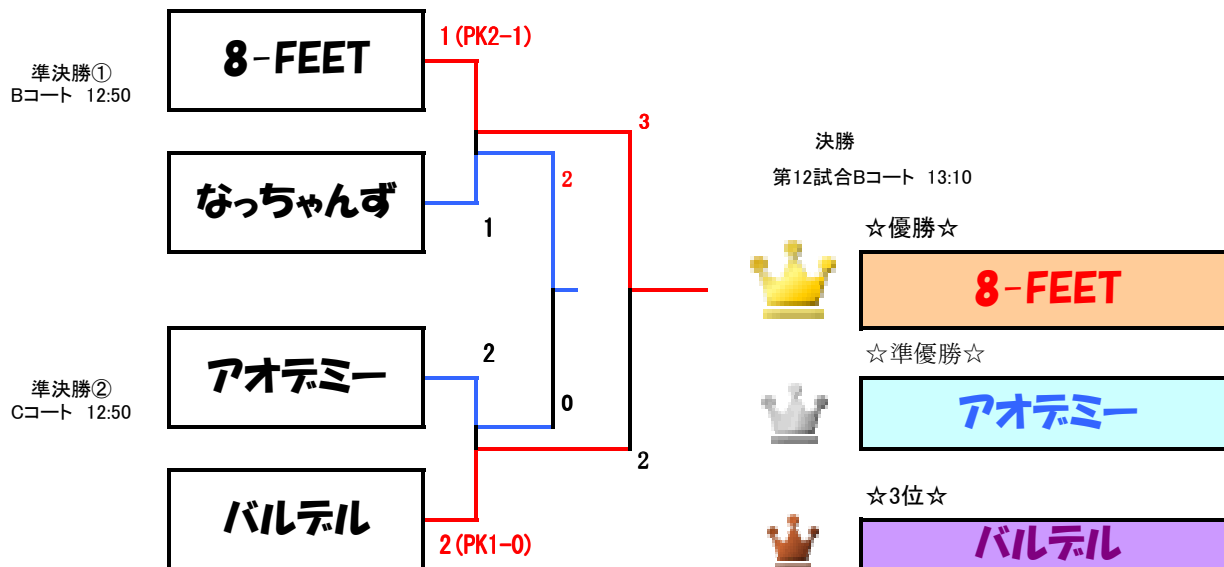 準決勝①
Bコート 12:50
8-FEET
1(PK2-1)
なっちゃんず
1
準決勝②
Cコート 12:50
アオデミー
2
バルデル
2(PK1-0)
3
2
0
2
決勝
第12試合Bコート 13:10
☆優勝☆
8-FEET
☆準優勝☆
アオデミー
☆3位☆
バルデル